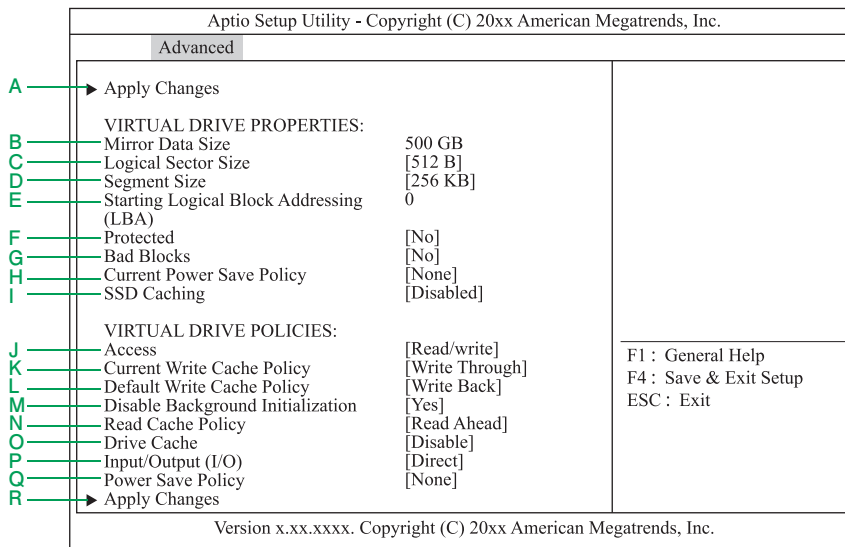 Aptio Setup Utility - Copyright (C) 20xx American Megatrends, Inc.
Advanced
A ▶ Apply Changes
VIRTUAL DRIVE PROPERTIES:
B Mirror Data Size 500 GB
C Logical Sector Size [512 B]
D Segment Size [256 KB]
E Starting Logical Block Addressing 0
(LBA)
F Protected [No]
G Bad Blocks [No]
H Current Power Save Policy [None]
I SSD Caching [Disabled]
VIRTUAL DRIVE POLICIES:
J Access [Read/write]
K Current Write Cache Policy [Write Through]
L Default Write Cache Policy [Write Back]
M Disable Background Initialization [Yes]
N Read Cache Policy [Read Ahead]
O Drive Cache [Disable]
P Input/Output (I/O) [Direct]
Q Power Save Policy [None]
R ▶ Apply Changes
F1 : General Help
F4 : Save & Exit Setup
ESC : Exit
Version x.xx.xxxx. Copyright (C) 20xx American Megatrends, Inc.